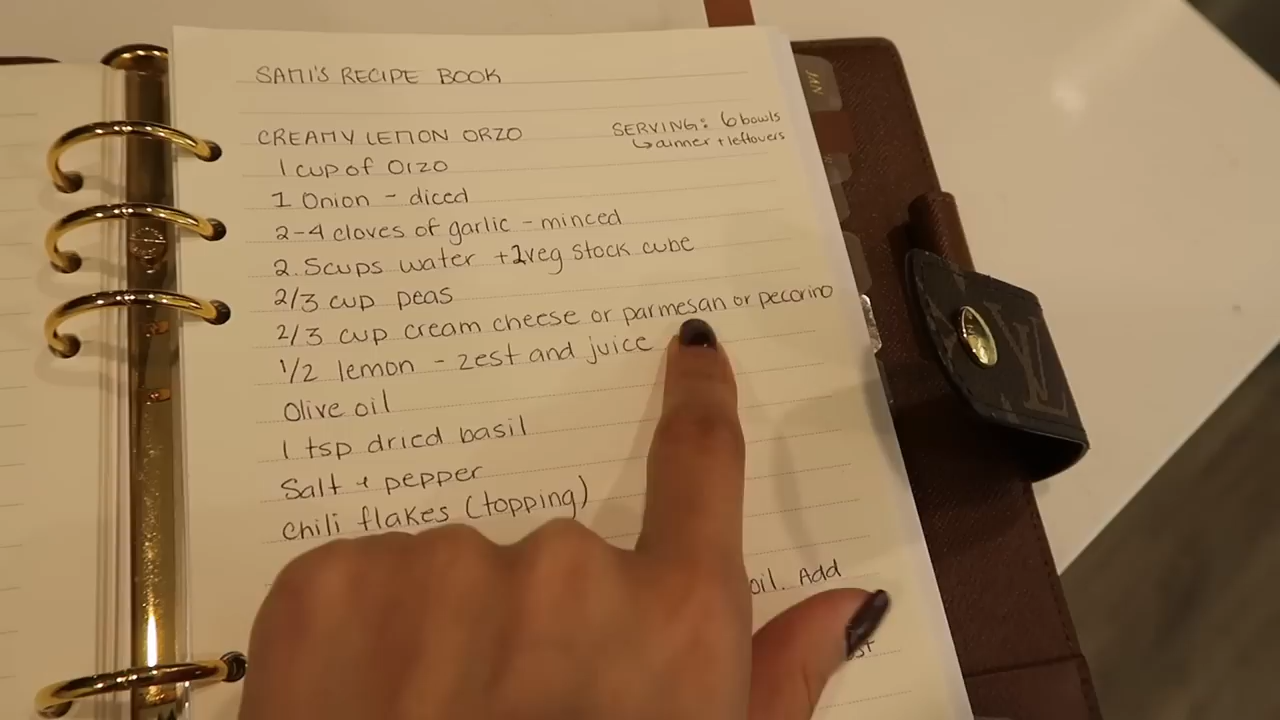 SAMI'S RECIPE BOOK
CREAMY LEMON ORZO
SERVING: 6 bowls
↳ dinner + leftovers
1 cup of Orzo
1 Onion - diced
2-4 cloves of garlic - minced
2.5cups water +1veg stock cube
2/3 cup peas
2/3 cup cream cheese or parmesan or pecorino
1/2 lemon - zest and juice
Olive oil
1 tsp dried basil
Salt + pepper
Chili flakes (topping)
oil. Add
JAN
LV